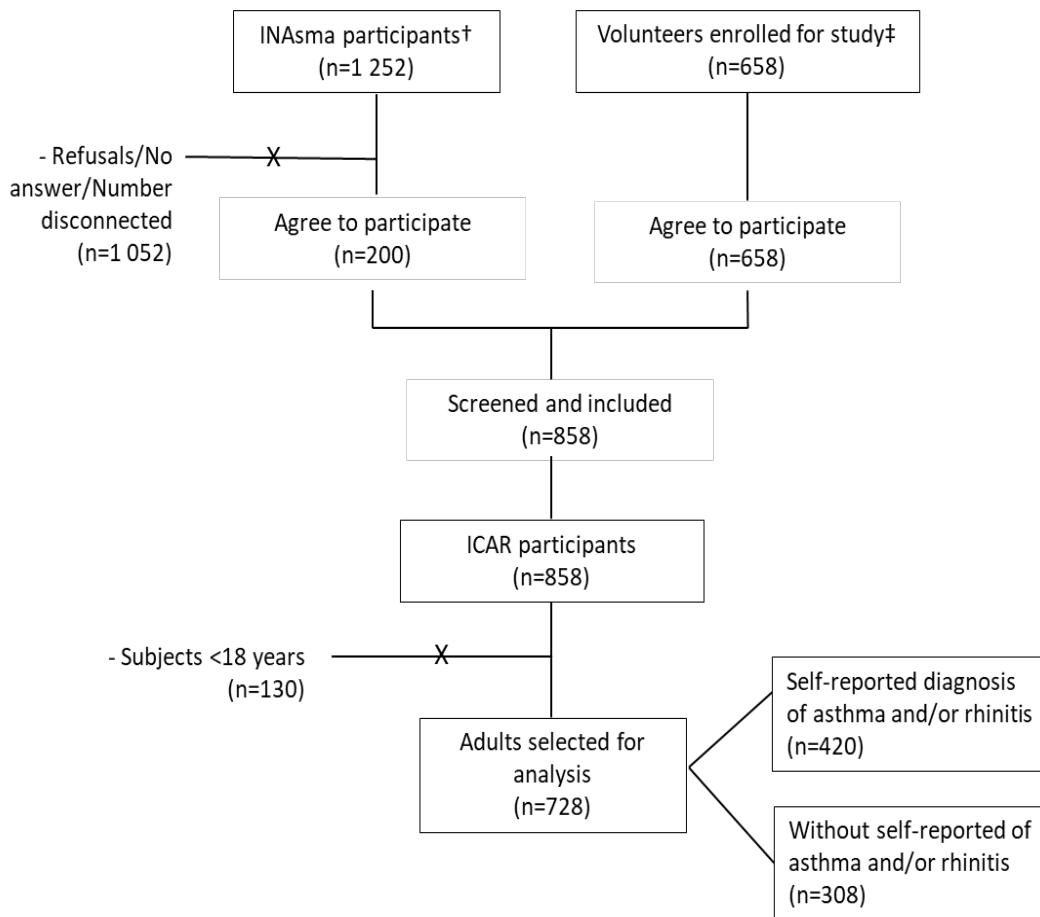 INAsma participants†
(n=1 252)
Volunteers enrolled for study‡
(n=658)
- Refusals/No
answer/Number
disconnected
(n=1 052)
X
Agree to participate
(n=200)
Agree to participate
(n=658)
Screened and included
(n=858)
ICAR participants
(n=858)
- Subjects <18 years
(n=130)
X
Adults selected for
analysis
(n=728)
Self-reported diagnosis
of asthma and/or rhinitis
(n=420)
Without self-reported of
asthma and/or rhinitis
(n=308)